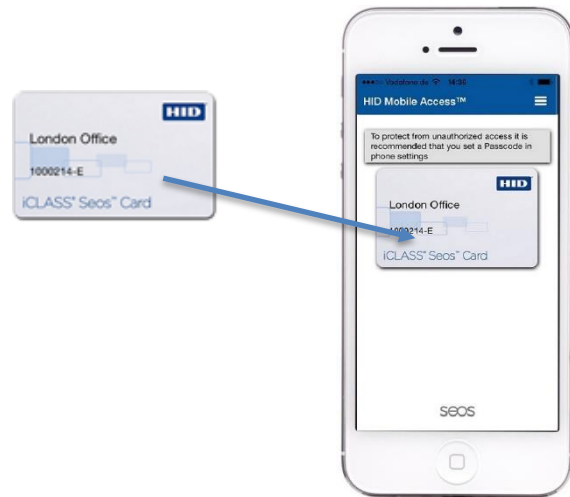 HID
London Office
1000214-E
iCLASS® Seos™ Card
Vodafone.de 14:36
HID Mobile Access™
To protect from unauthorized access it is
recommended that you set a Passcode in
phone settings
HID
London Office
1000214-E
iCLASS® Seos™ Card
seos